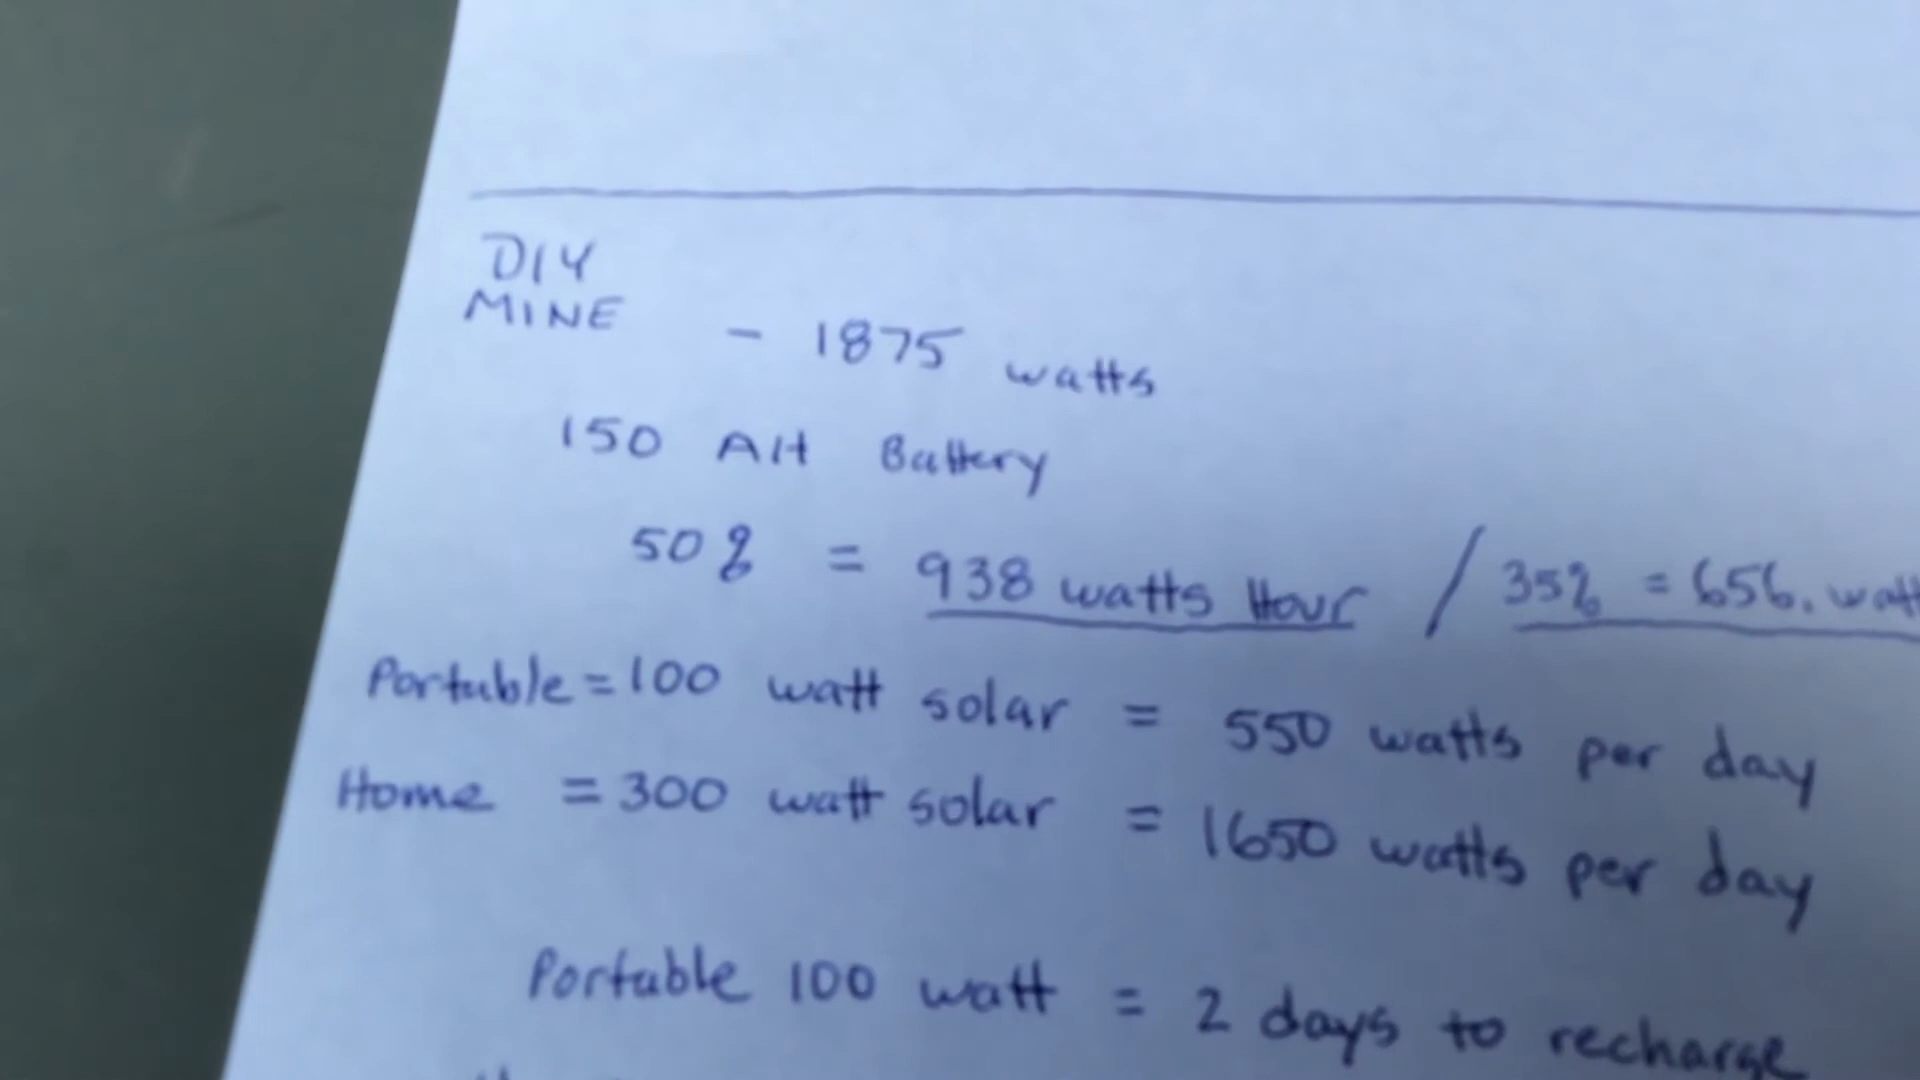 DIY
MINE - 1875 watts
150 AH Battery
50% = 938 watts Hour / 35% = 656. watt
Portable = 100 watt solar = 550 watts per day
Home = 300 watt solar = 1650 watts per day
Portable 100 watt = 2 days to recharge